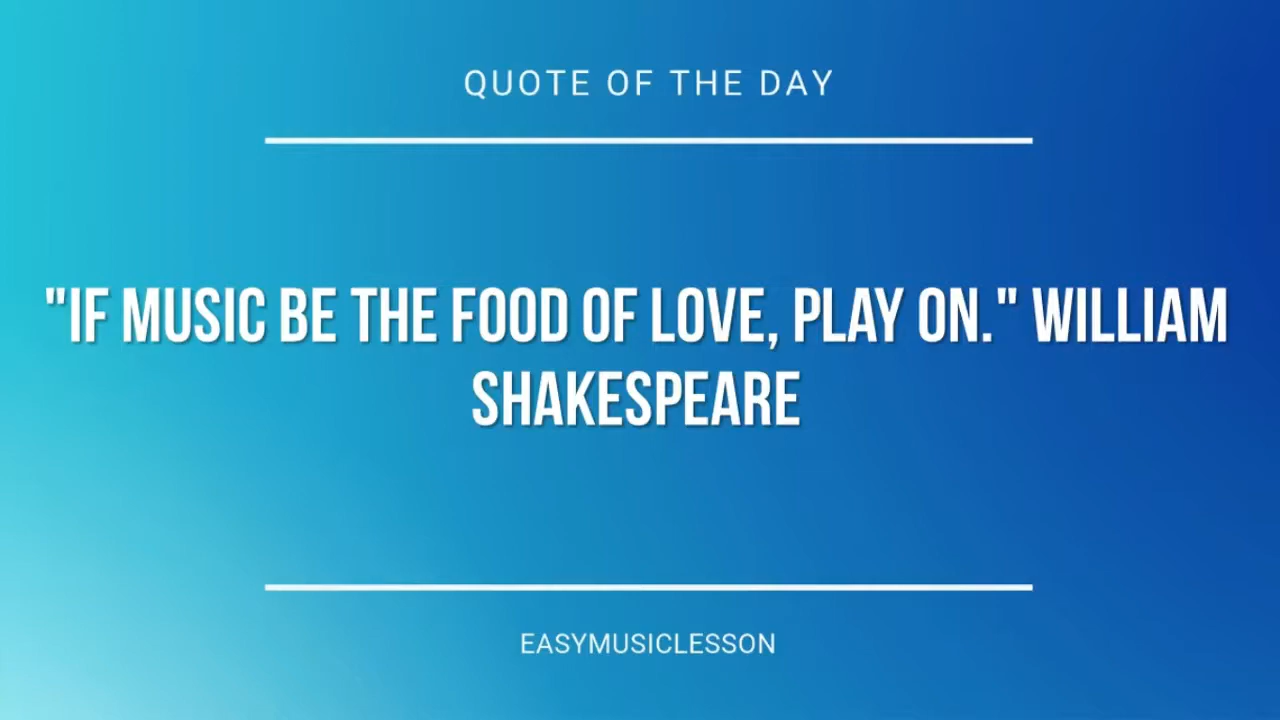 QUOTE OF THE DAY
"IF MUSIC BE THE FOOD OF LOVE, PLAY ON." WILLIAM
SHAKESPEARE
EASYMUSICLESSON